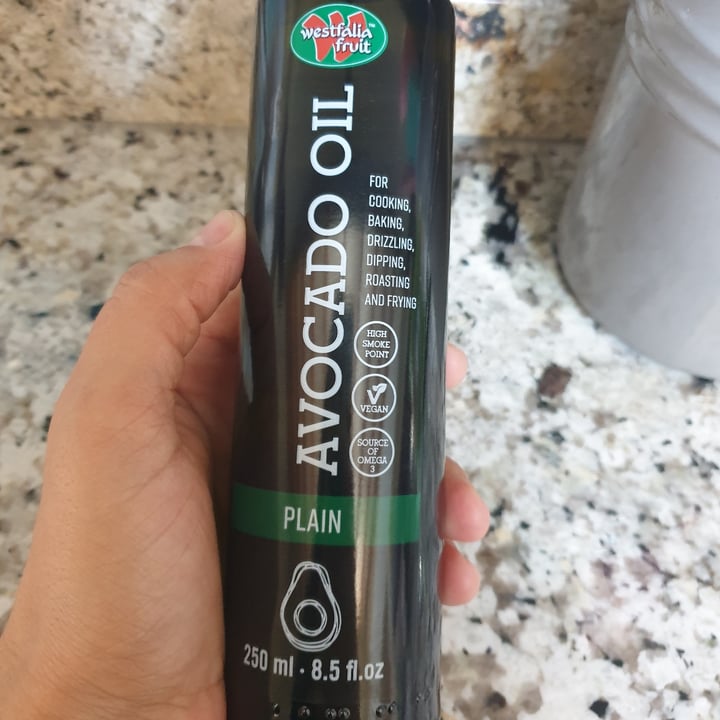 westfalia™
fruit
AVOCADO OIL
FOR
COOKING,
BAKING,
DRIZZLING,
DIPPING,
ROASTING
AND FRYING
HIGH
SMOKE
POINT
VEGAN
SOURCE
OF
OMEGA
3
PLAIN
250 ml · 8.5 fl.oz